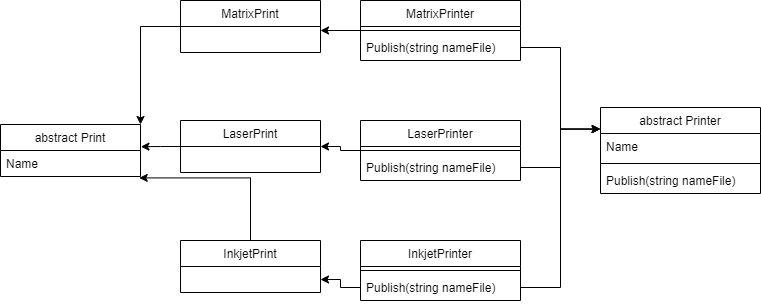 MatrixPrint
MatrixPrinter
Publish(string nameFile)
abstract Print
Name
LaserPrint
LaserPrinter
Publish(string nameFile)
abstract Printer
Name
Publish(string nameFile)
InkjetPrint
InkjetPrinter
Publish(string nameFile)